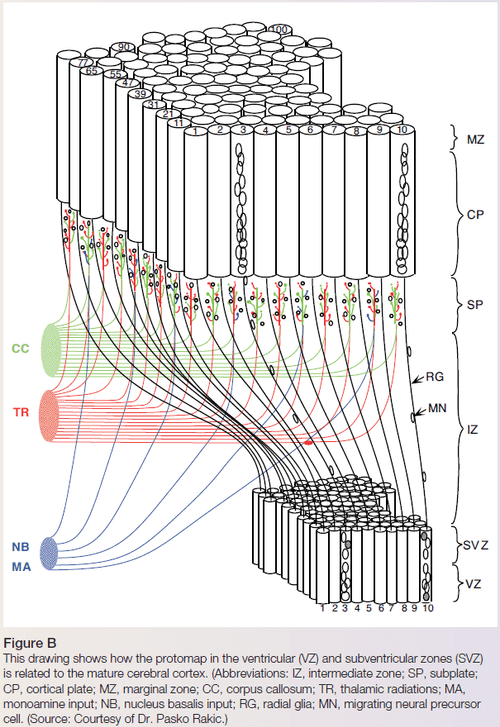 100
90
77
65
55
47
39
31
21
11
1 2 3 4 5 6 7 8 9 10
MZ
CP
SP
CC
RG
TR
MN
IZ
NB
MA
SVZ
VZ
1 2 3 4 5 6 7 8 9 10
Figure B
This drawing shows how the protomap in the ventricular (VZ) and subventricular zones (SVZ)
is related to the mature cerebral cortex. (Abbreviations: IZ, intermediate zone; SP, subplate;
CP, cortical plate; MZ, marginal zone; CC, corpus callosum; TR, thalamic radiations; MA,
monoamine input; NB, nucleus basalis input; RG, radial glia; MN, migrating neural precursor
cell. (Source: Courtesy of Dr. Pasko Rakic.)